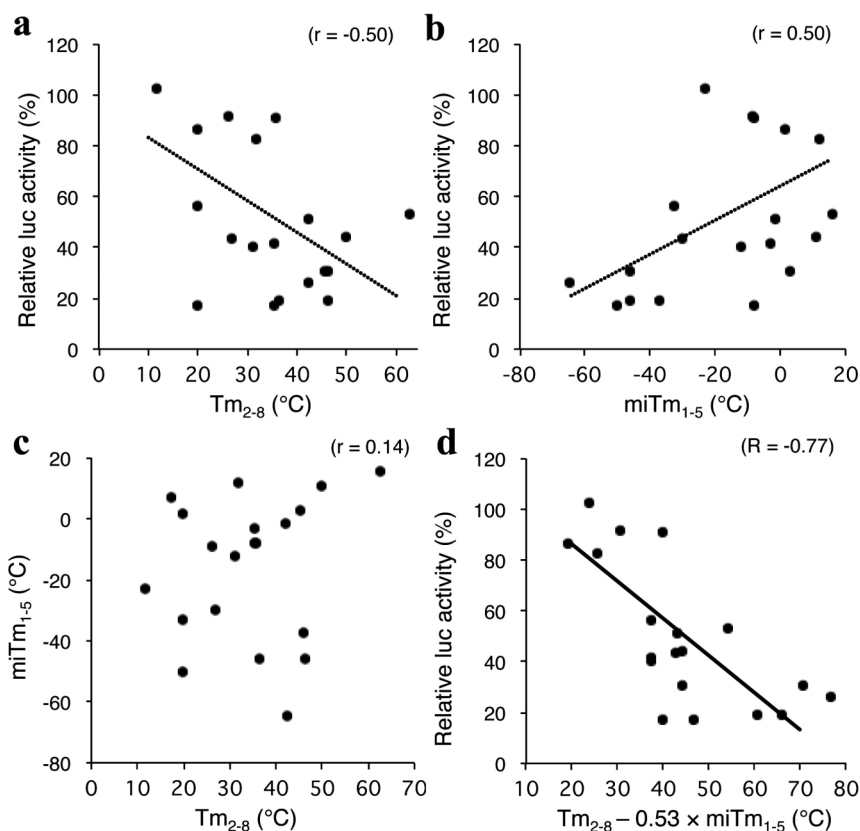 a
(r = -0.50)
120
100
80
60
40
20
0
Relative luc activity (%)
0 10 20 30 40 50 60
Tm2-8 (°C)
b
(r = 0.50)
120
100
80
60
40
20
0
Relative luc activity (%)
-80 -60 -40 -20 0 20
miTm1-5 (°C)
c
(r = 0.14)
20
0
-20
-40
-60
-80
miTm1-5 (°C)
0 10 20 30 40 50 60 70
Tm2-8 (°C)
d
(R = -0.77)
120
100
80
60
40
20
0
Relative luc activity (%)
10 20 30 40 50 60 70 80
Tm2-8 – 0.53 × miTm1-5 (°C)